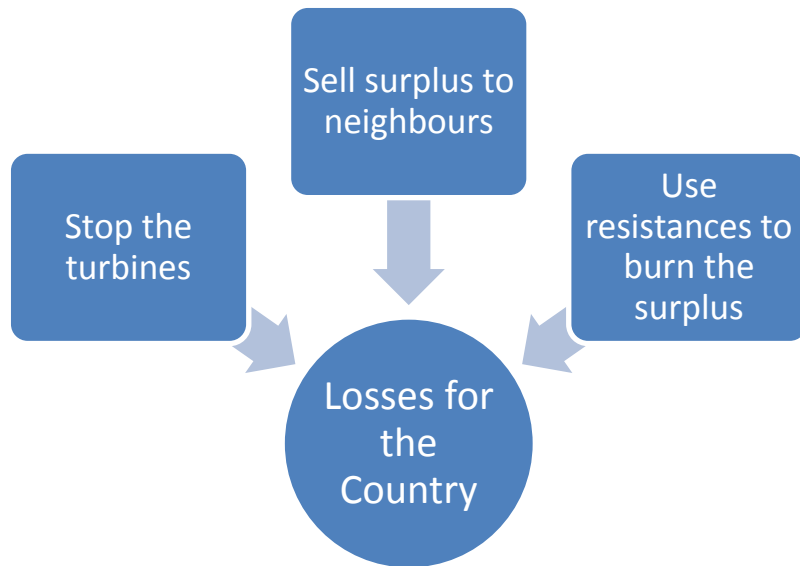 Sell surplus to
neighbours
Stop the
turbines
Use
resistances to
burn the
surplus
Losses for
the
Country